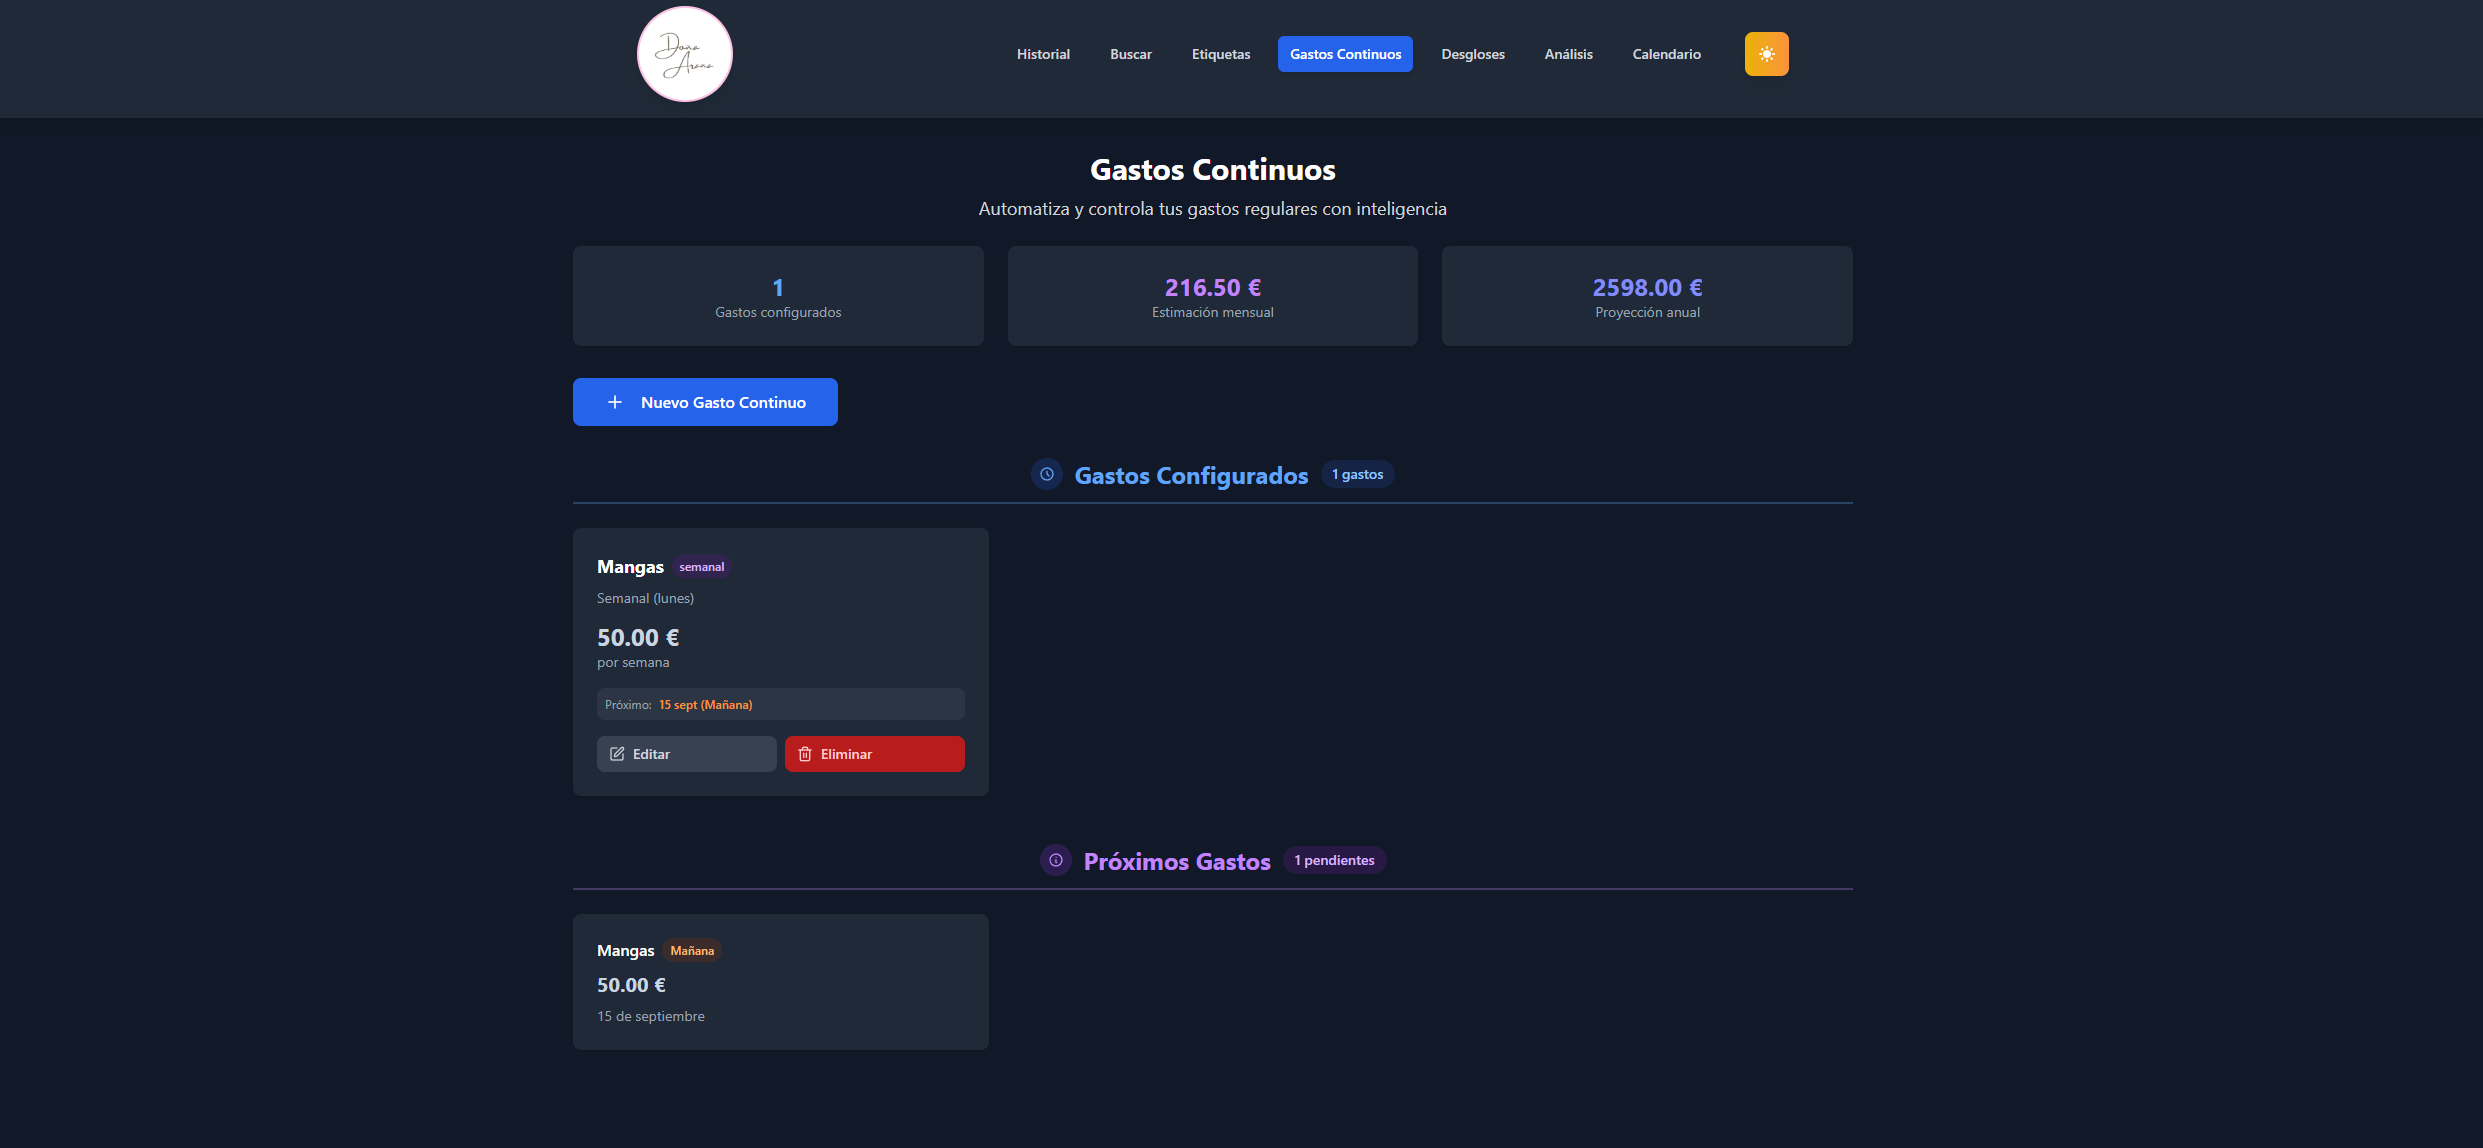 Doña
Arana
Historial Buscar Etiquetas Gastos Continuos Desgloses Análisis Calendario
Gastos Continuos
Automatiza y controla tus gastos regulares con inteligencia
1
Gastos configurados
216.50 €
Estimación mensual
2598.00 €
Proyección anual
Nuevo Gasto Continuo
Gastos Configurados 1 gastos
Mangas semanal
Semanal (lunes)
50.00 €
por semana
Próximo: 15 sept (Mañana)
Editar Eliminar
Próximos Gastos 1 pendientes
Mangas Mañana
50.00 €
15 de septiembre